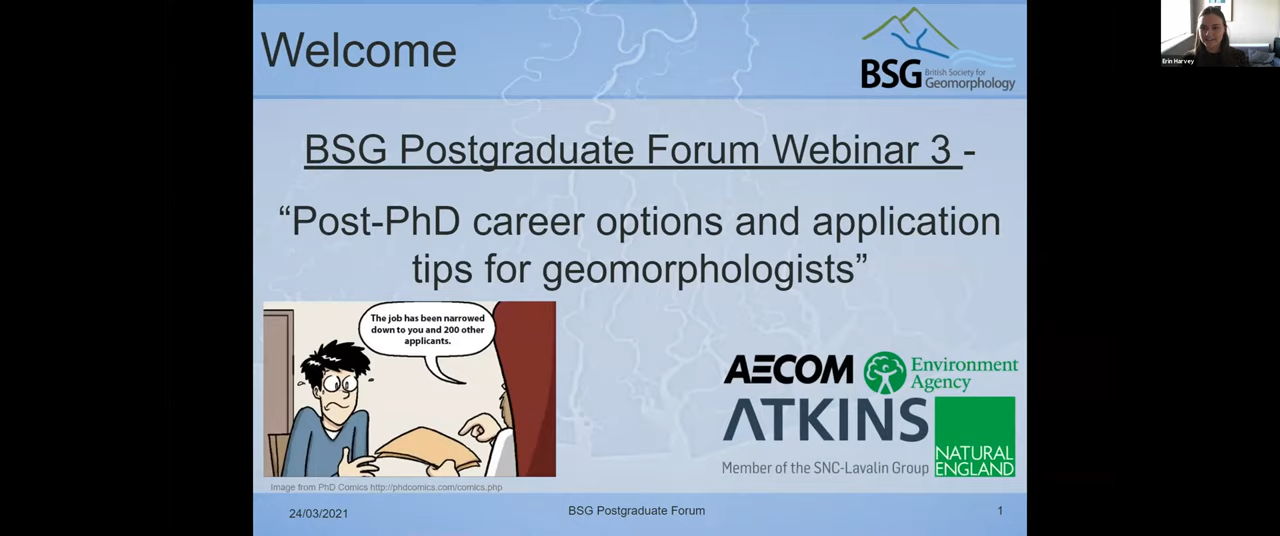 Welcome
BSG British Society for
Geomorphology
Erin Harvey
BSG Postgraduate Forum Webinar 3 -
“Post-PhD career options and application
tips for geomorphologists”
The job has been narrowed
down to you and 200 other
applicants.
AECOM
Environment
Agency
ATKINS
Member of the SNC-Lavalin Group
NATURAL
ENGLAND
Image from PhD Comics http://phdcomics.com/comics.php
24/03/2021
BSG Postgraduate Forum
1